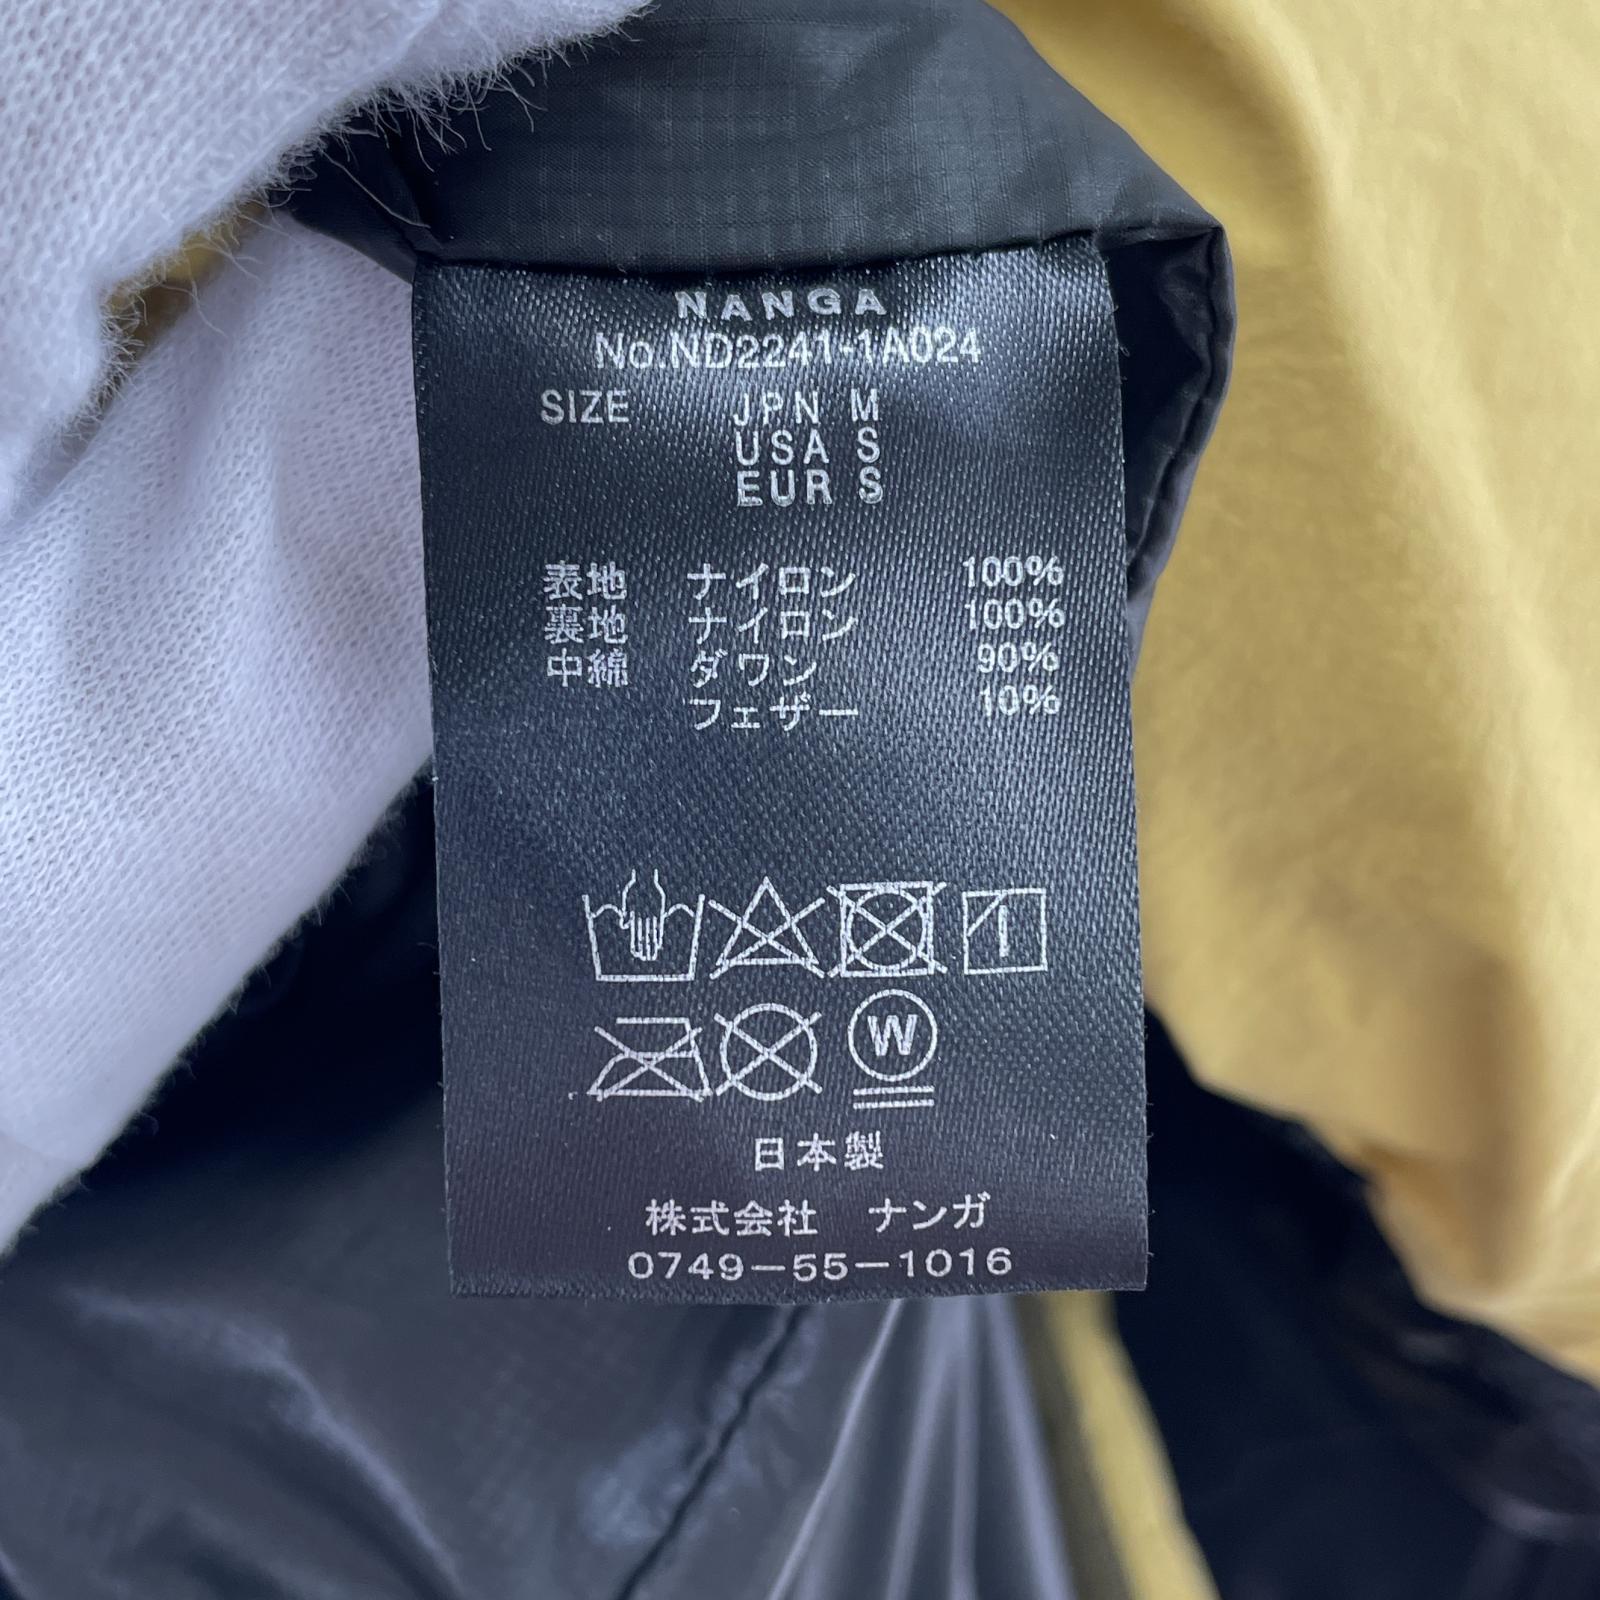 NANGA
No.ND2241-1A024
SIZE JPN M
USA S
EUR S
表地 ナイロン 100%
裏地 ナイロン 100%
中綿 ダウン 90%
フェザー 10%
W
日本製
株式会社 ナンガ
0749-55-1016